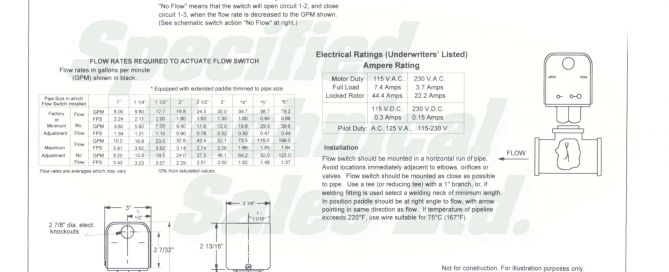 "No Flow" means that the switch will open circuit 1-2, and close
circuit 1-3, when the flow rate is decreased to the GPM shown.
(See schematic switch action "No Flow" at right.)
FLOW RATES REQUIRED TO ACTUATE FLOW SWITCH
Flow rates in gallons per minute
(GPM) shown in black.
* Equipped with extended paddle trimmed to pipe size
Pipe Size in which
Flow Switch installed 1" 1 1/4" 1 1/2" 2" 2 1/2" 3" *4" *5" *6"
Factory or Minimum Adjustment
Flow GPM 6.00 9.80 12.7 18.8 24.3 30.0 39.7 58.7 79.2
FPS 2.24 2.11 2.00 1.80 1.63 1.30 1.00 0.94 0.88
No Flow GPM 3.60 5.60 7.00 9.40 11.6 12.0 19.8 29.3 39.6
FPS 1.34 1.21 1.10 0.90 0.78 0.52 0.50 0.47 0.44
Maximum Adjustment
Flow GPM 10.2 16.8 23.0 32.8 42.4 52.1 73.5 115.0 166.0
FPS 3.81 3.62 3.62 3.14 2.74 2.26 1.86 1.85 1.84
No Flow GPM 9.20 15.0 19.5 24.0 37.5 46.1 64.2 92.0 123.0
FPS 3.43 3.23 3.07 2.29 2.51 2.00 1.62 1.48 1.37
Flow rates are averages which may vary 10% from tabulated values.
Electrical Ratings (Underwriters' Listed)
Ampere Rating
Motor Duty 115 V.A.C. 230 V.A.C.
Full Load 7.4 Amps 3.7 Amps
Locked Rotor 44.4 Amps 22.2 Amps
115 V.D.C. 230 V.D.C.
0.3 Amps 0.15 Amps
Pilot Duty: A.C. 125 V.A., 115-230 V.
Installation
Flow switch should be mounted in a horizontal run of pipe.
Avoid locations immediately adjacent to elbows, orifices or
valves. Flow switch should be mounted as close as possible
to pipe. Use a tee (or reducing tee) with 1" branch, or, if
welding fitting is used select a welding neck of minimum length.
In position paddle should be at right angle to flow, with arrow
pointing in same direction as flow. If temperature of pipeline
exceeds 220°F, use wire suitable for 75°C (167°F).
FLOW
3"
1/2"
2 7/8" dia. elect
knockouts
2 7/32"
3 3/4"
1
11/16"
2 13/16"
Specified
Technical
Sales Ltd.
Not for construction. For illustration purposes only.